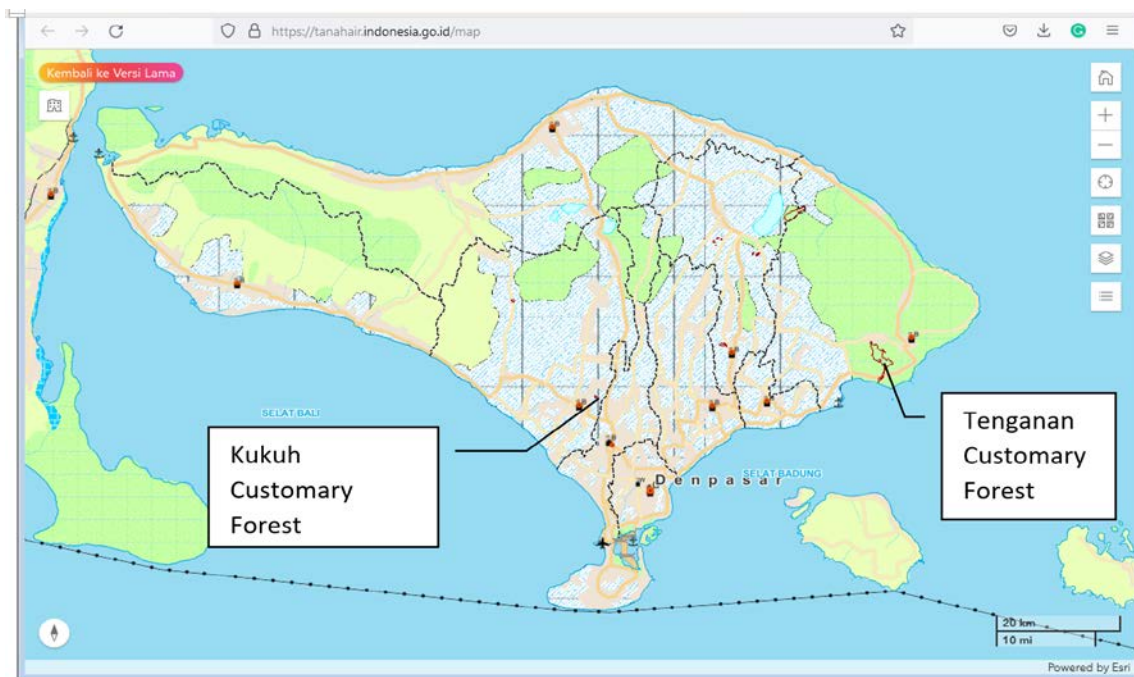 https://tanahair.indonesia.go.id/map
Kembali ke Versi Lama
SELAT BALI
Kukuh
Customary
Forest
SELAT BADUNG
Denpasar
Tenganan
Customary
Forest
20 km
10 mi
Powered by Esri